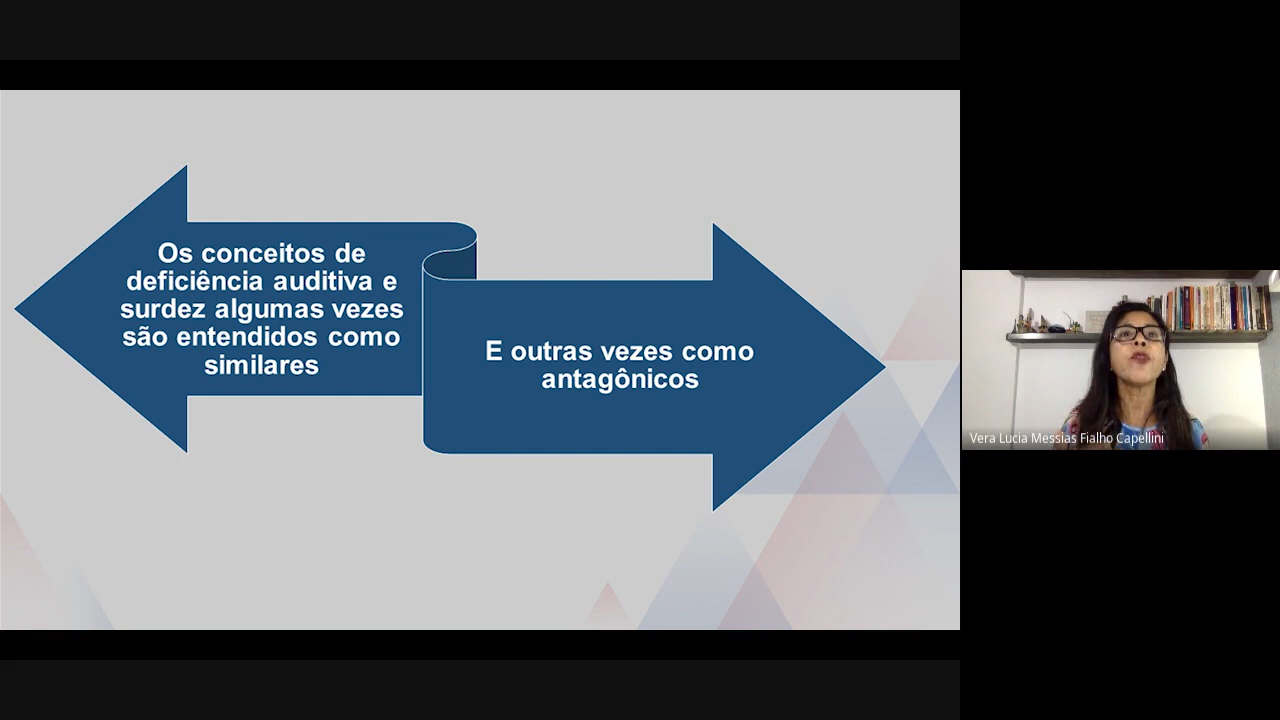 Os conceitos de
deficiência auditiva e
surdez algumas vezes
são entendidos como
similares
E outras vezes como
antagônicos
Vera Lucia Messias Fialho Capellini